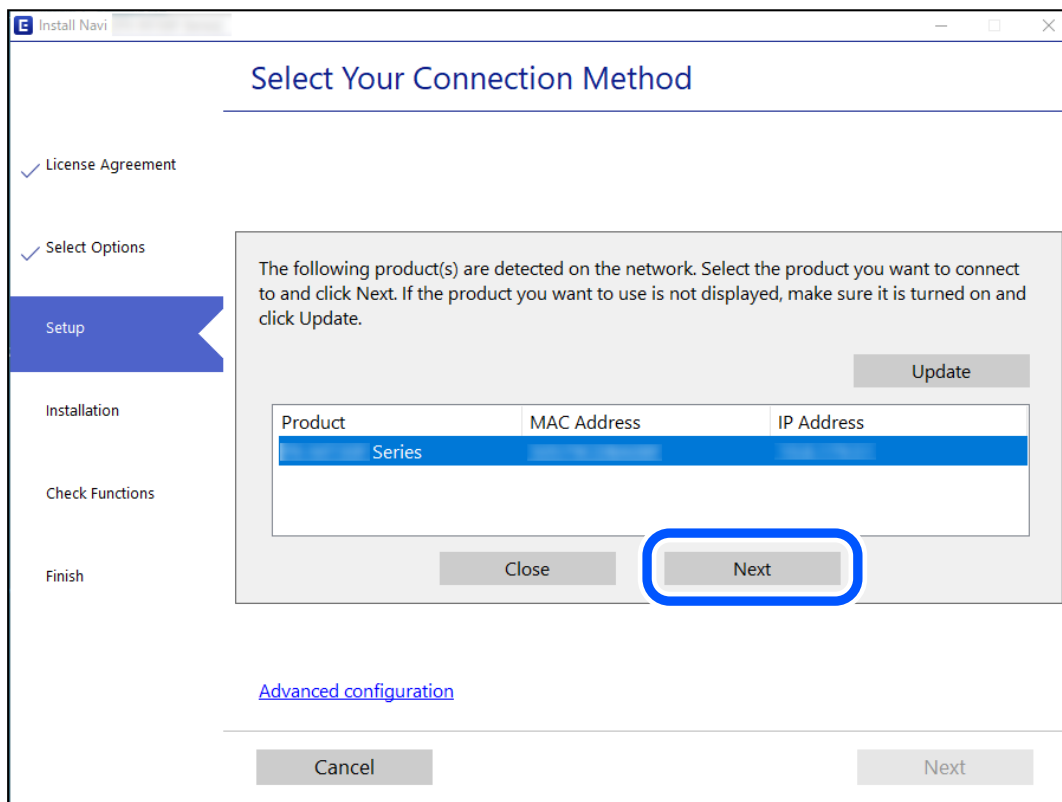 Install Navi
Select Your Connection Method
License Agreement
Select Options
Setup
Installation
Check Functions
Finish
The following product(s) are detected on the network. Select the product you want to connect
to and click Next. If the product you want to use is not displayed, make sure it is turned on and
click Update.
Update
Product MAC Address IP Address
Series
Close Next
Advanced configuration
Cancel Next